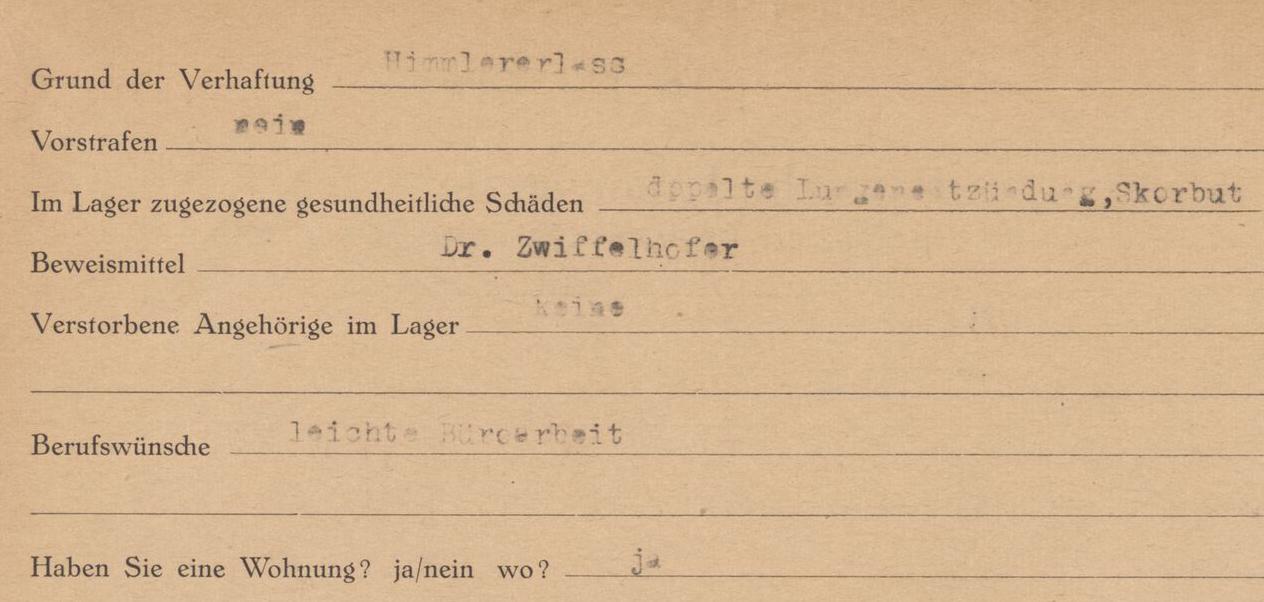 Grund der Verhaftung Himmlererlass
Vorstrafen nein
Im Lager zugezogene gesundheitliche Schäden dppelte Lungenentzündung,Skorbut
Beweismittel Dr. Zwiffelhofer
Verstorbene Angehörige im Lager keine
Berufswünsche leichte Büroarbeit
Haben Sie eine Wohnung? ja/nein wo? ja